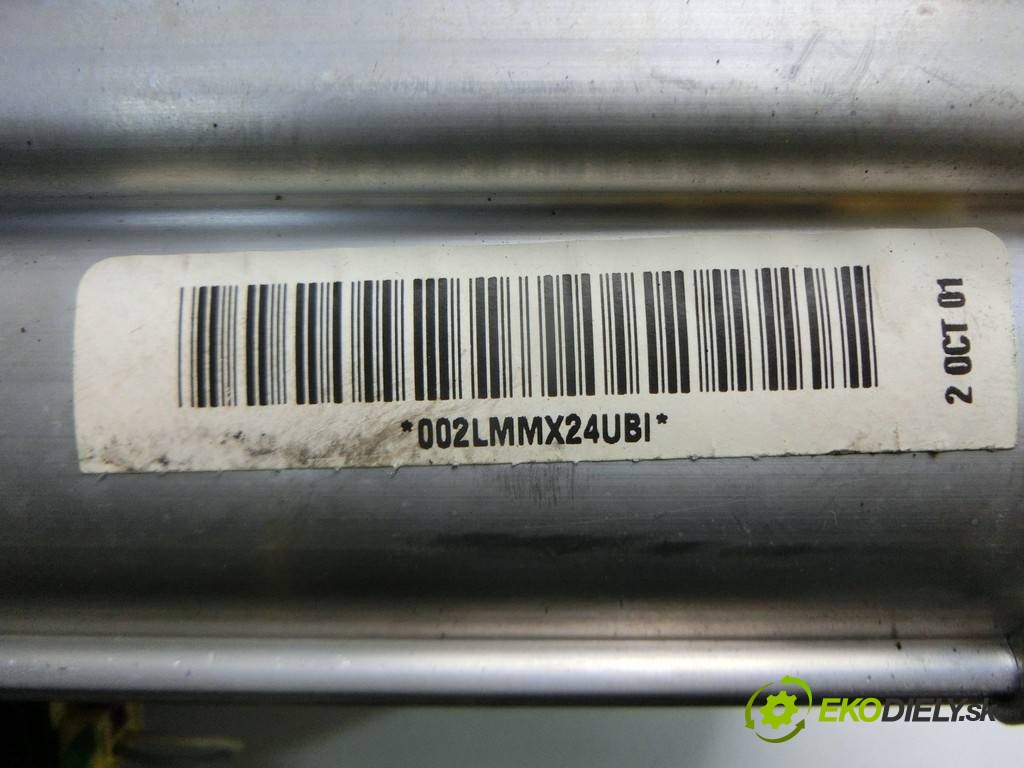 *002LMMX24UBI*
2 OCT 01
EKODIELY.sk